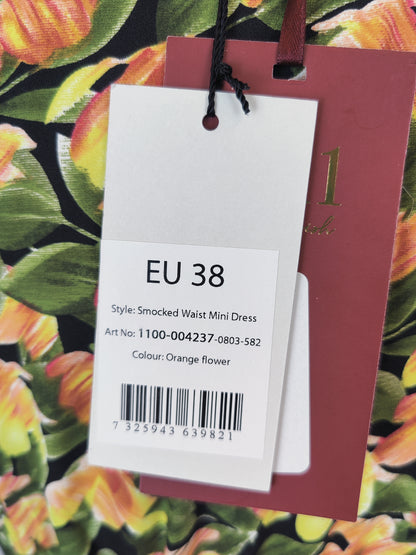 EU 38
Style: Smocked Waist Mini Dress
Art No: 1100-004237-0803-582
Colour: Orange flower
7 325943 639821